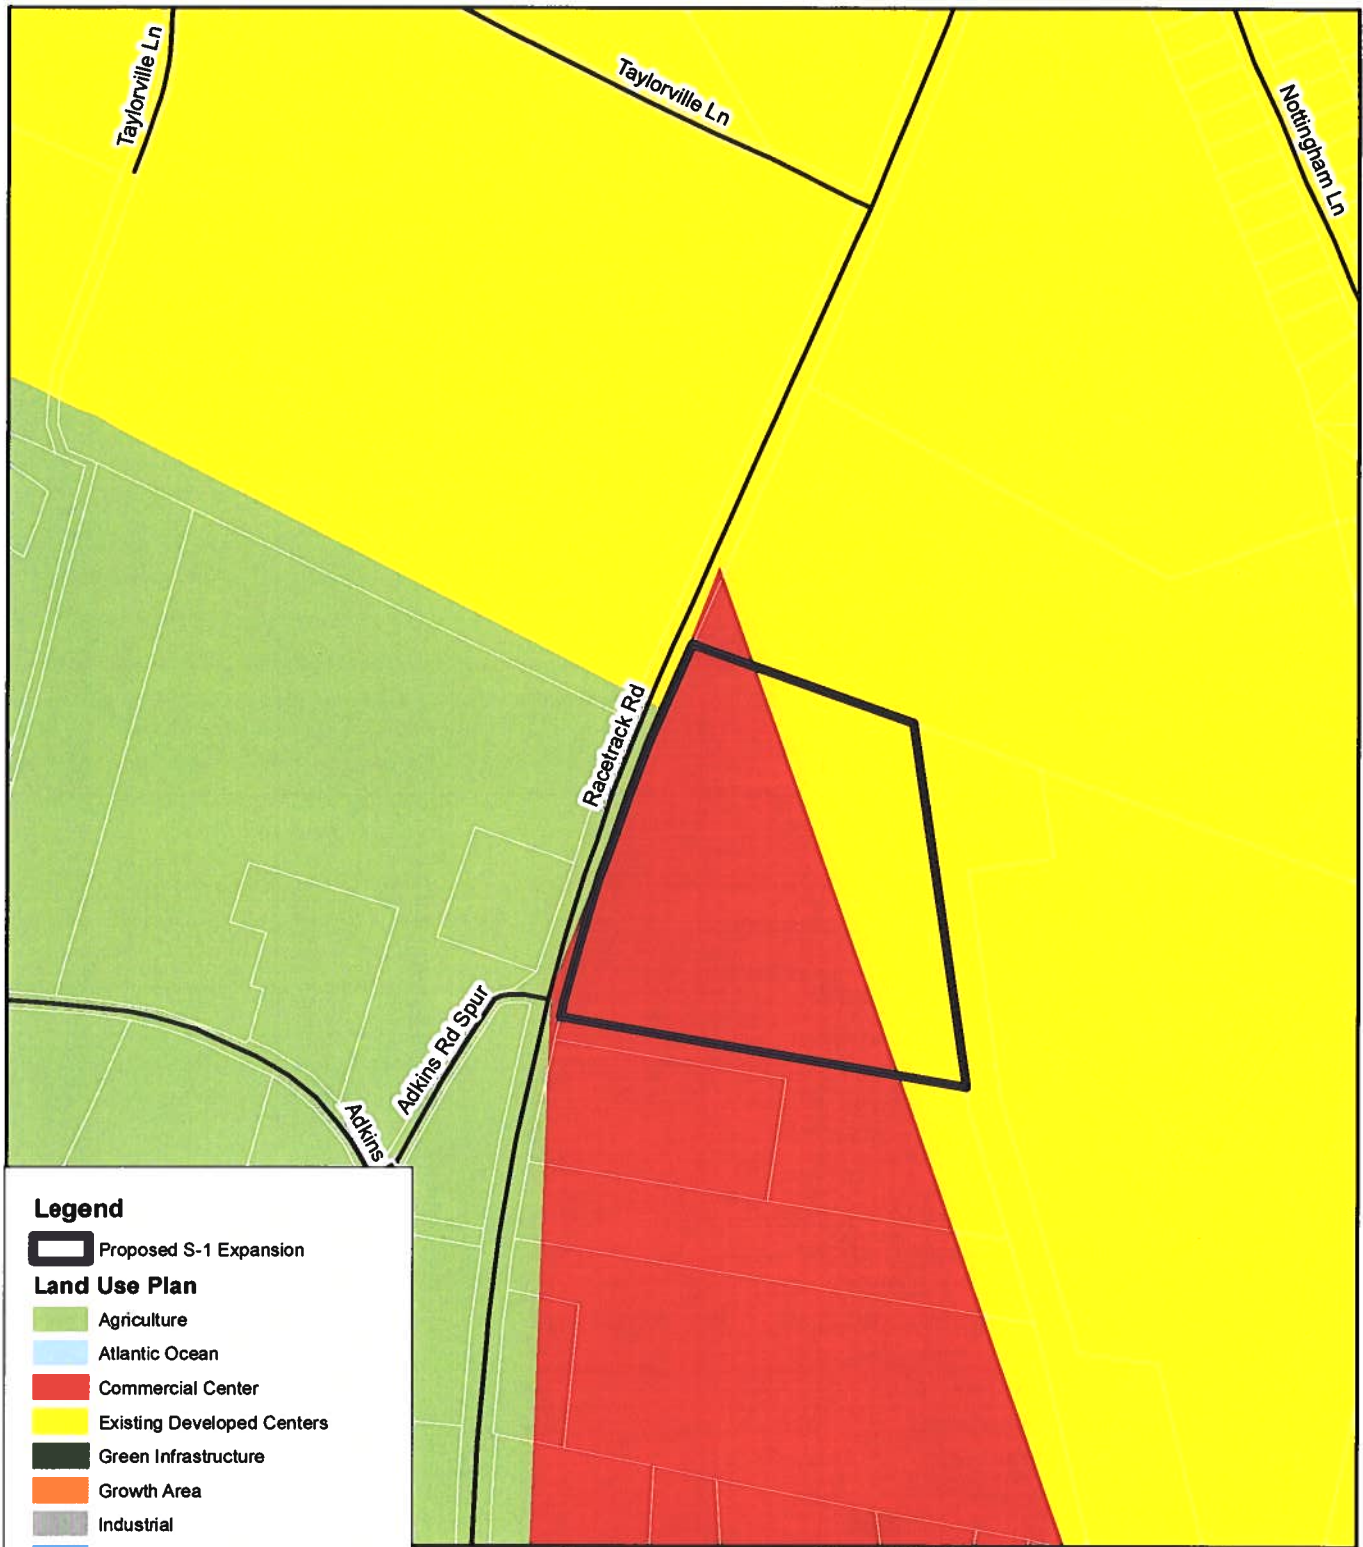 Taylorville Ln
Taylorville Ln
Nottingham Ln
Racetrack Rd
Adkins Rd Spur
Adkins
Legend
Proposed S-1 Expansion
Land Use Plan
Agriculture
Atlantic Ocean
Commercial Center
Existing Developed Centers
Green Infrastructure
Growth Area
Industrial